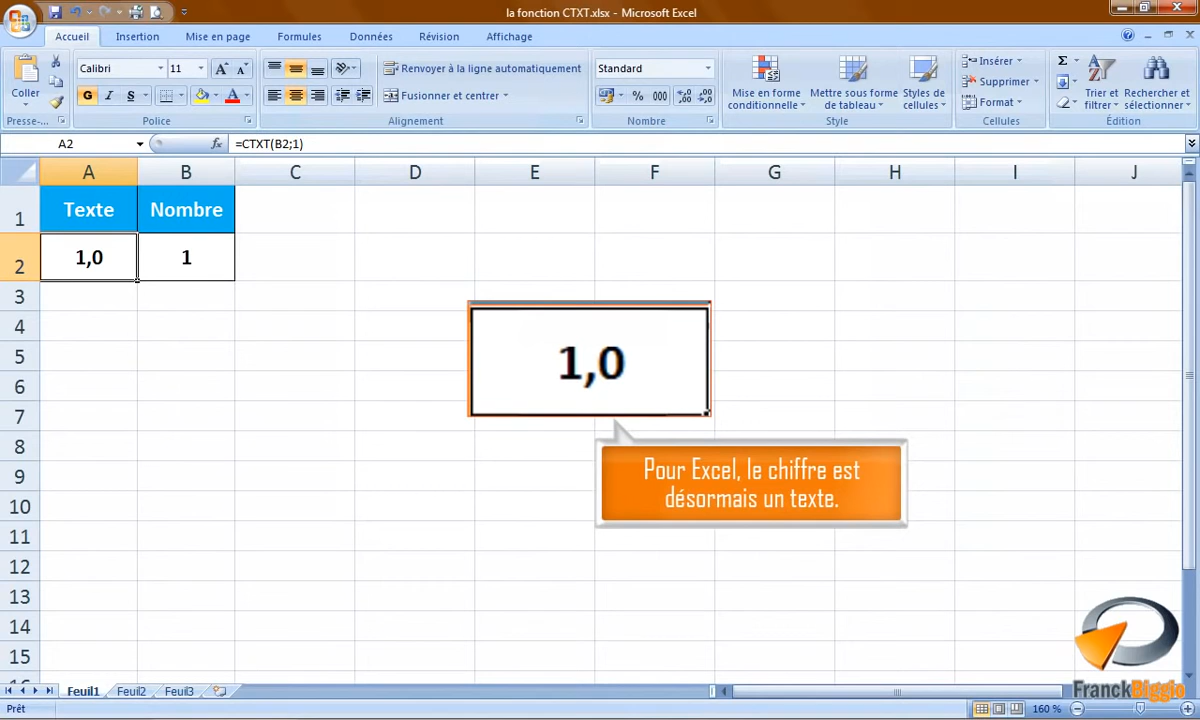 la fonction CTXT.xlsx - Microsoft Excel
Accueil Insertion Mise en page Formules Données Révision Affichage
Coller
Presse-...
Calibri 11
G I S
Police
Renvoyer à la ligne automatiquement
Fusionner et centrer
Alignement
Standard
% 000
Nombre
Mise en forme conditionnelle
Mettre sous forme de tableau
Styles de cellules
Style
Insérer
Supprimer
Format
Cellules
Trier et filtrer
Rechercher et sélectionner
Édition
A2 fx =CTXT(B2;1)
A B C D E F G H I J
1 Texte Nombre
2 1,0 1
3
4
5
6
7
8
9
10
11
12
13
14
15
1,0
Pour Excel, le chiffre est
désormais un texte.
FranckBiggio
Feuil1 Feuil2 Feuil3
Prêt 160 %